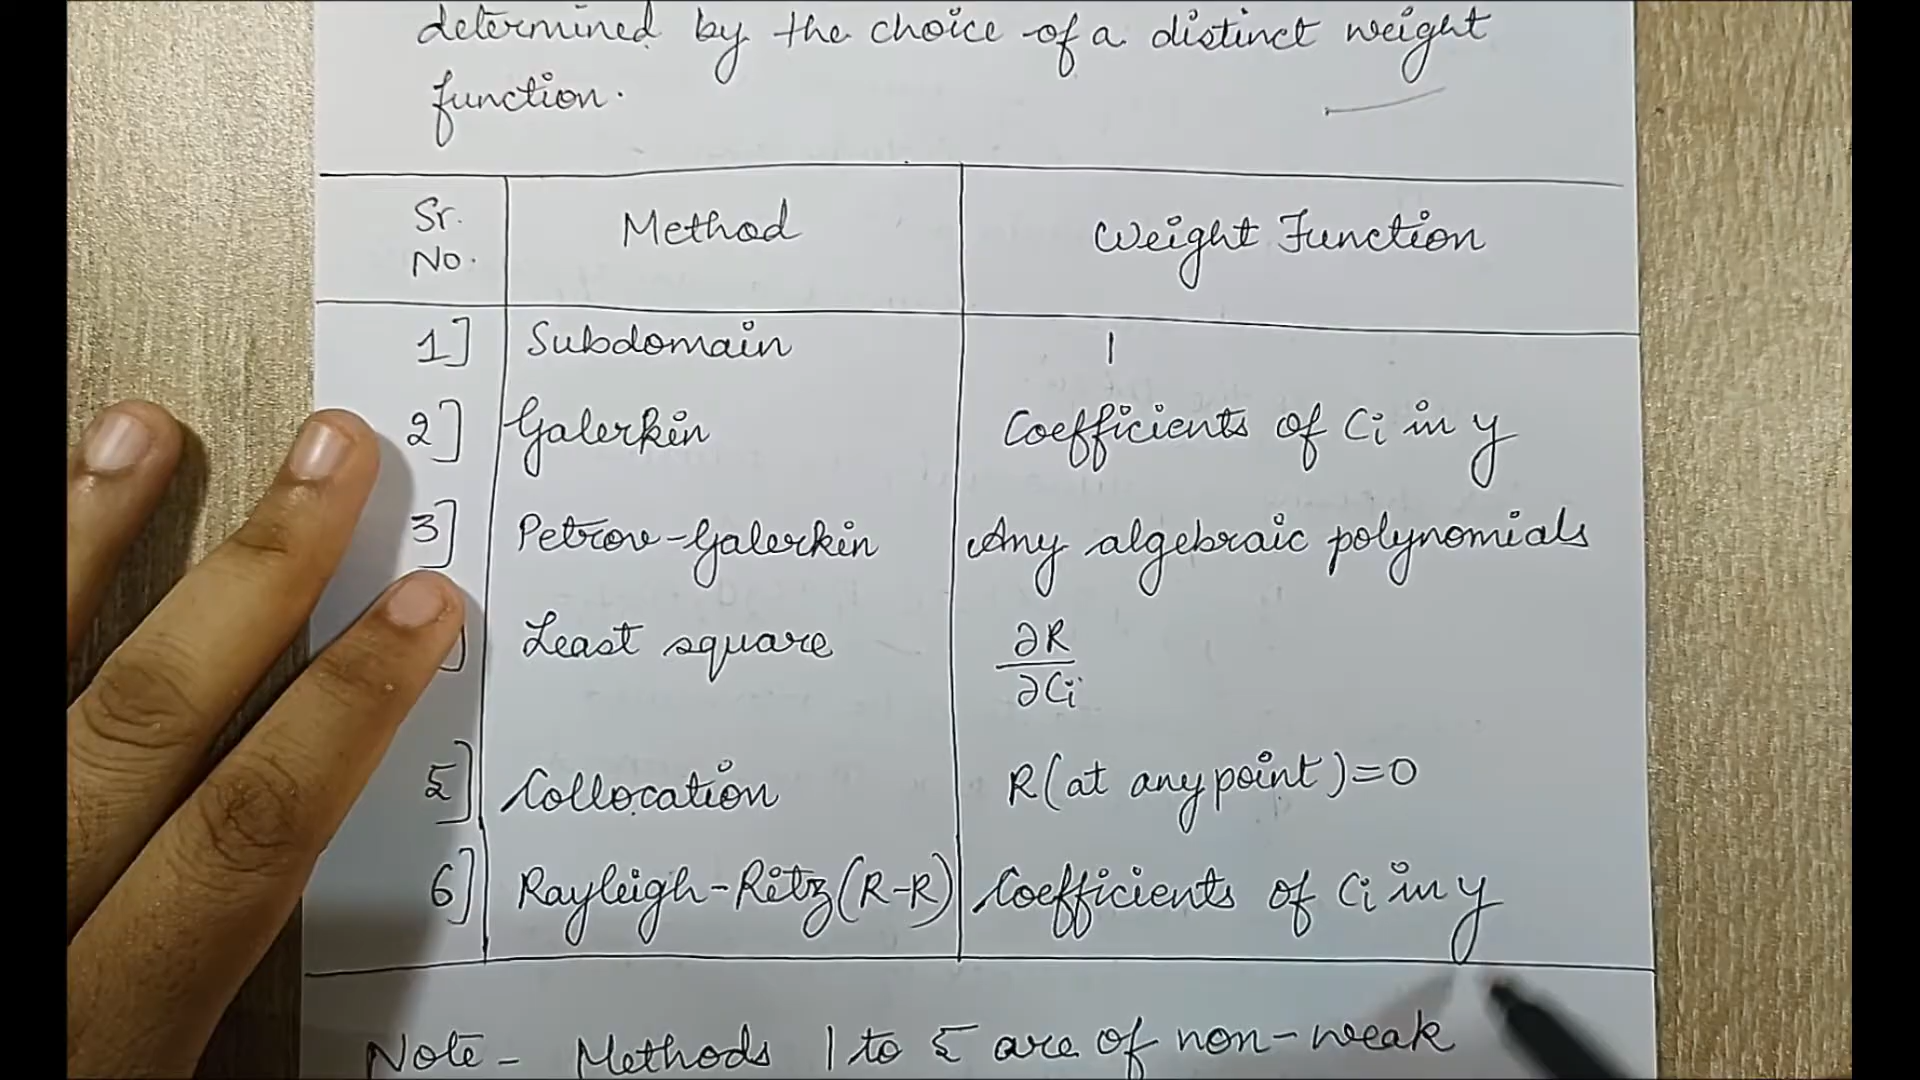 determined by the choice of a distinct weight
function.
Sr. No. Method Weight Function
1] Subdomain 1
2] Galerkin Coefficients of Ci in y
3] Petrov-Galerkin Any algebraic polynomials
] Least square ∂R/∂Ci
5] Collocation R(at any point)=0
6] Rayleigh-Ritz(R-R) Coefficients of Ci in y
Note- Methods 1 to 5 are of non-weak